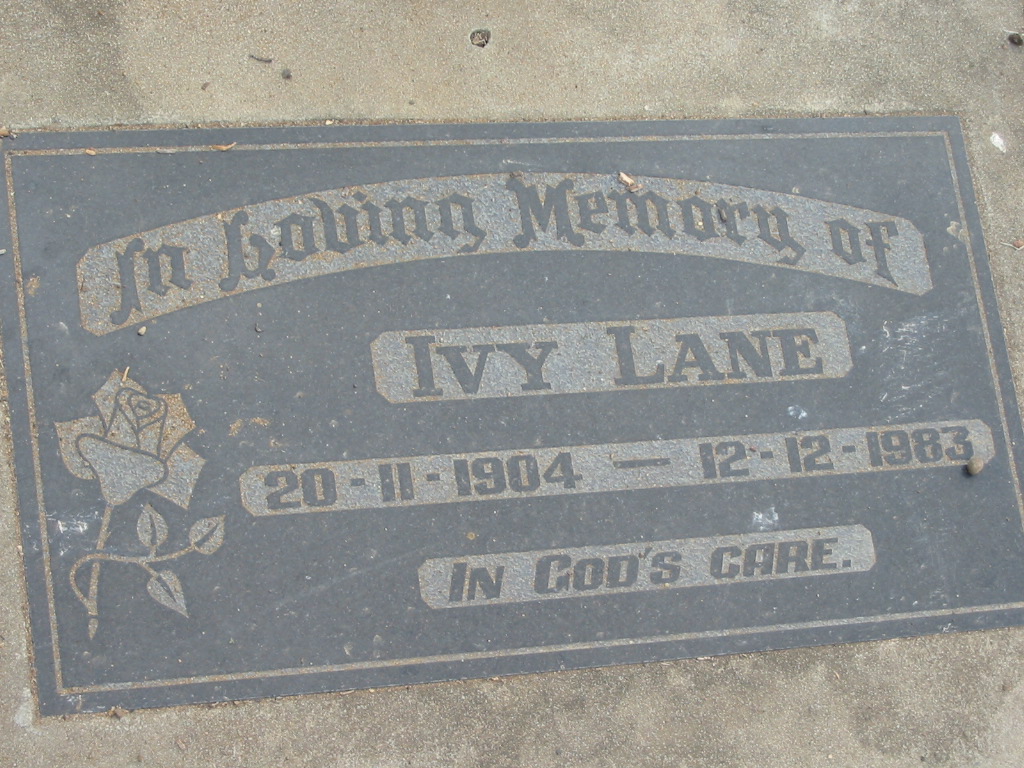 In Loving Memory of
IVY LANE
20-11-1904 — 12-12-1983
IN GOD'S CARE.